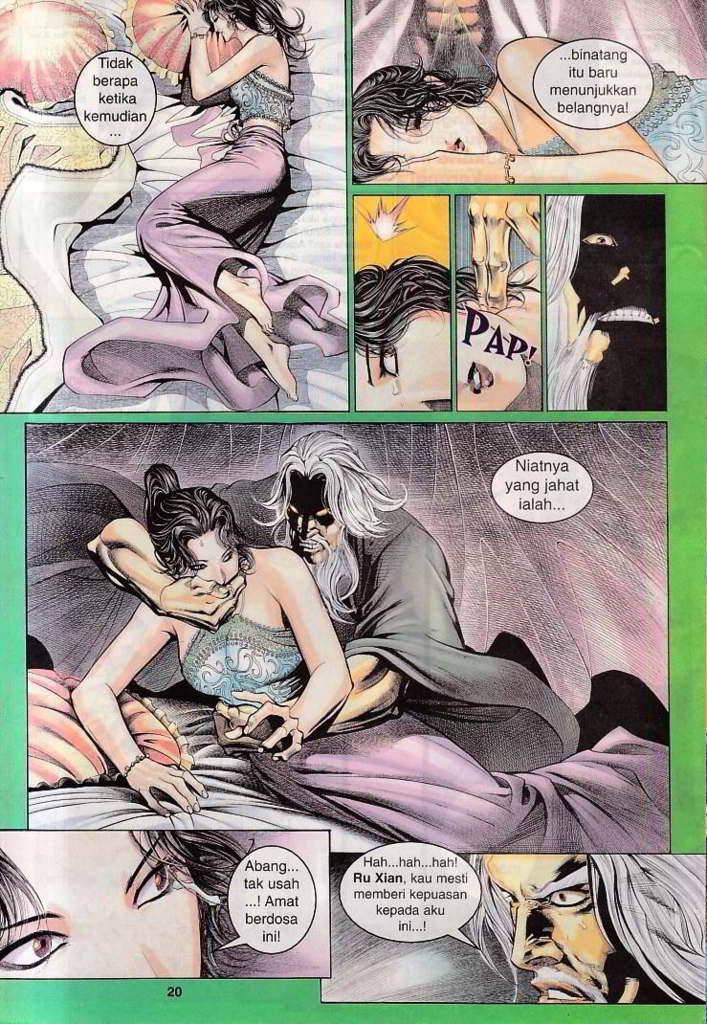 Tidak
berapa
ketika
kemudian
...
...binatang
itu baru
menunjukkan
belangnya!
PAP!
Niatnya
yang jahat
ialah...
Abang...
tak usah
...! Amat
berdosa
ini!
Hah...hah...hah!
Ru Xian, kau mesti
memberi kepuasan
kepada aku
ini...!
20